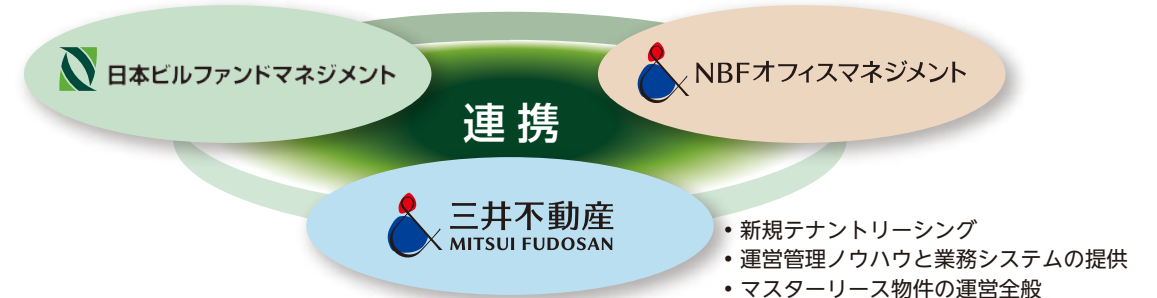 日本ビルファンドマネジメント
NBFオフィスマネジメント
連携
三井不動産
MITSUI FUDOSAN
• 新規テナントリーシング
• 運営管理ノウハウと業務システムの提供
• マスターリース物件の運営全般